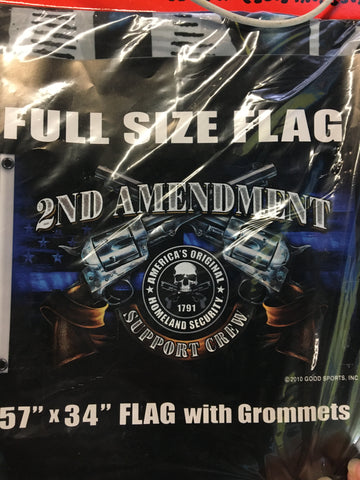 FULL SIZE FLAG
2ND AMENDMENT
AMERICA'S ORIGINAL
1791
HOMELAND SECURITY
SUPPORT CREW
©2010 GOOD SPORTS, INC
57" x 34" FLAG with Grommets